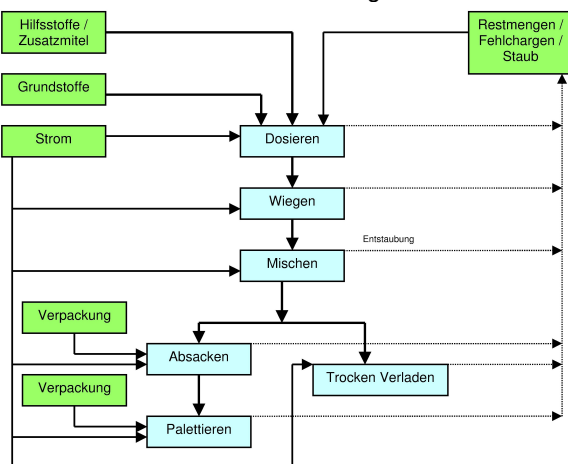 Hilfsstoffe /
Zusatzmitel
Restmengen /
Fehlchargen /
Staub
Grundstoffe
Strom
Dosieren
Wiegen
Entstaubung
Mischen
Verpackung
Absacken
Trocken Verladen
Verpackung
Palettieren